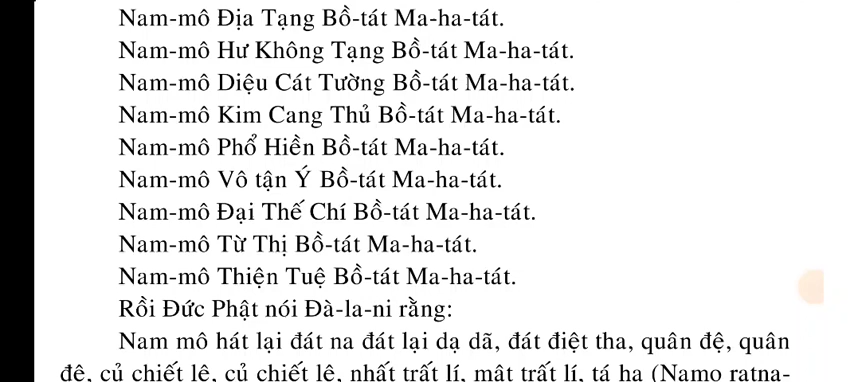 Nam-mô Địa Tạng Bồ-tát Ma-ha-tát.
Nam-mô Hư Không Tạng Bồ-tát Ma-ha-tát.
Nam-mô Diệu Cát Tường Bồ-tát Ma-ha-tát.
Nam-mô Kim Cang Thủ Bồ-tát Ma-ha-tát.
Nam-mô Phổ Hiền Bồ-tát Ma-ha-tát.
Nam-mô Vô tận Ý Bồ-tát Ma-ha-tát.
Nam-mô Đại Thế Chí Bồ-tát Ma-ha-tát.
Nam-mô Từ Thị Bồ-tát Ma-ha-tát.
Nam-mô Thiện Tuệ Bồ-tát Ma-ha-tát.
Rồi Đức Phật nói Đà-la-ni rằng:
Nam mô hát lại đát na đát lại dạ dã, đát điệt tha, quân đệ, quân
đệ, củ chiết lê, củ chiết lê, nhất trất lí, mật trất lí, tá ha (Namo ratna-